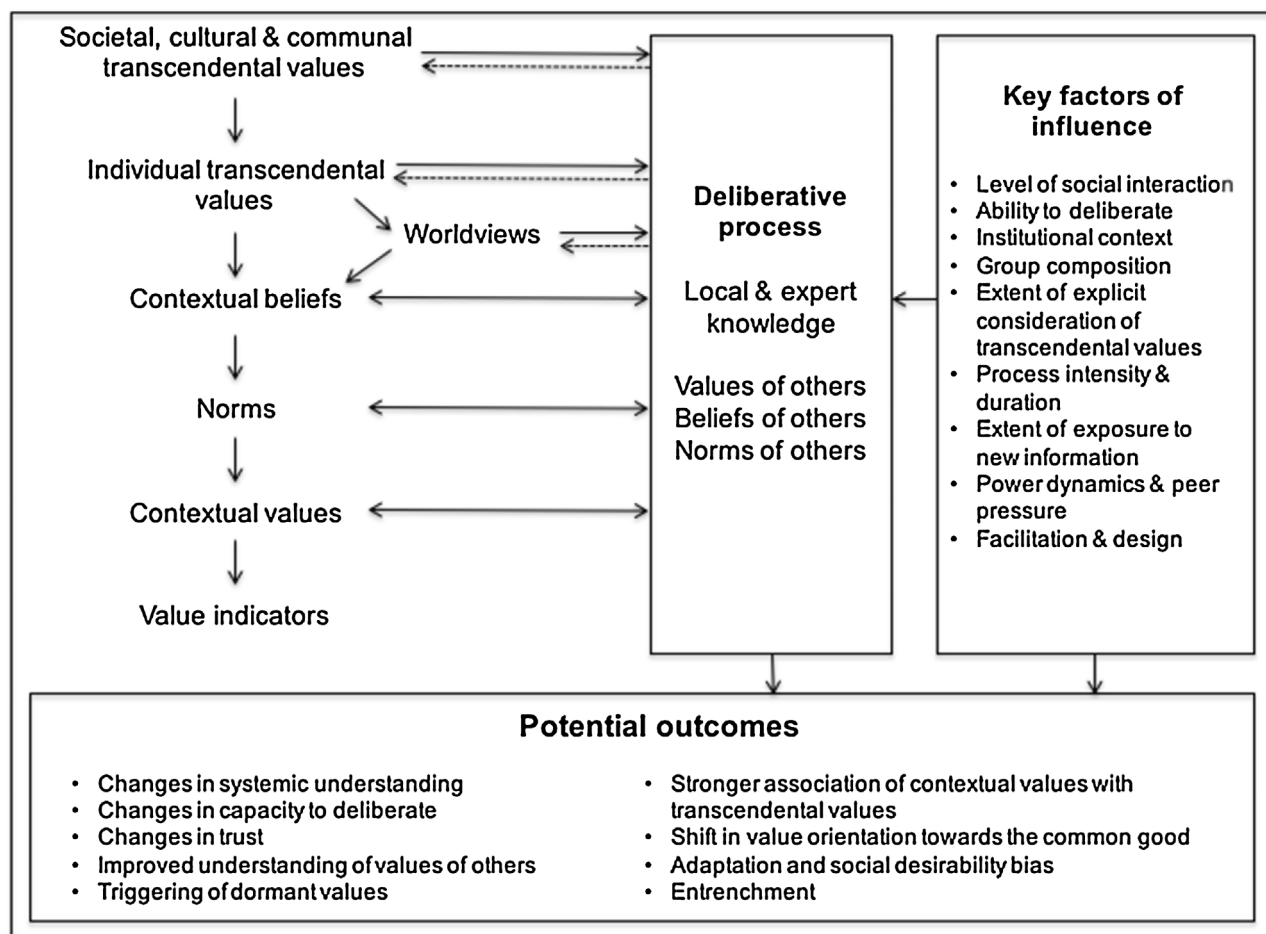 Societal, cultural & communal
transcendental values
Individual transcendental
values
Worldviews
Contextual beliefs
Norms
Contextual values
Value indicators
Deliberative
process
Local & expert
knowledge
Values of others
Beliefs of others
Norms of others
Key factors of
influence
• Level of social interaction
• Ability to deliberate
• Institutional context
• Group composition
• Extent of explicit
consideration of
transcendental values
• Process intensity &
duration
• Extent of exposure to
new information
• Power dynamics & peer
pressure
• Facilitation & design
Potential outcomes
• Changes in systemic understanding
• Changes in capacity to deliberate
• Changes in trust
• Improved understanding of values of others
• Triggering of dormant values
• Stronger association of contextual values with
transcendental values
• Shift in value orientation towards the common good
• Adaptation and social desirability bias
• Entrenchment